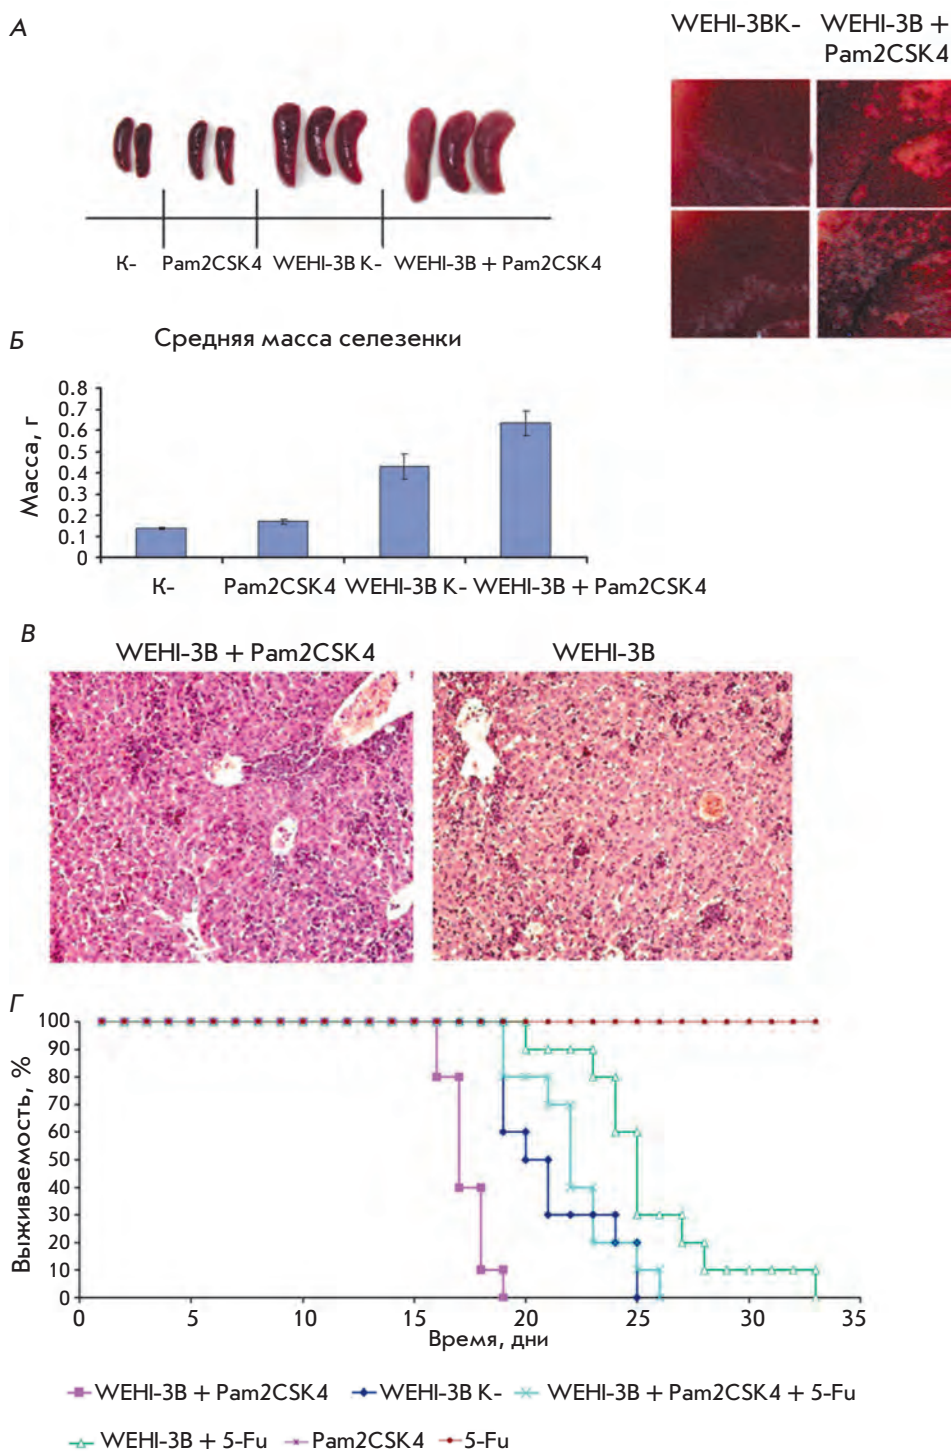 А
WEHI-3BK-
WEHI-3B +
Pam2CSK4
К-
Pam2CSK4
WEHI-3B K-
WEHI-3B + Pam2CSK4
Б
Средняя масса селезенки
Масса, г
0.8
0.7
0.6
0.5
0.4
0.3
0.2
0.1
0
К-
Pam2CSK4
WEHI-3B K-
WEHI-3B + Pam2CSK4
В
WEHI-3B + Pam2CSK4
WEHI-3B
Г
Выживаемость, %
100
90
80
70
60
50
40
30
20
10
0
0
5
10
15
20
25
30
35
Время, дни
WEHI-3B + Pam2CSK4
WEHI-3B K-
WEHI-3B + Pam2CSK4 + 5-Fu
WEHI-3B + 5-Fu
Pam2CSK4
5-Fu